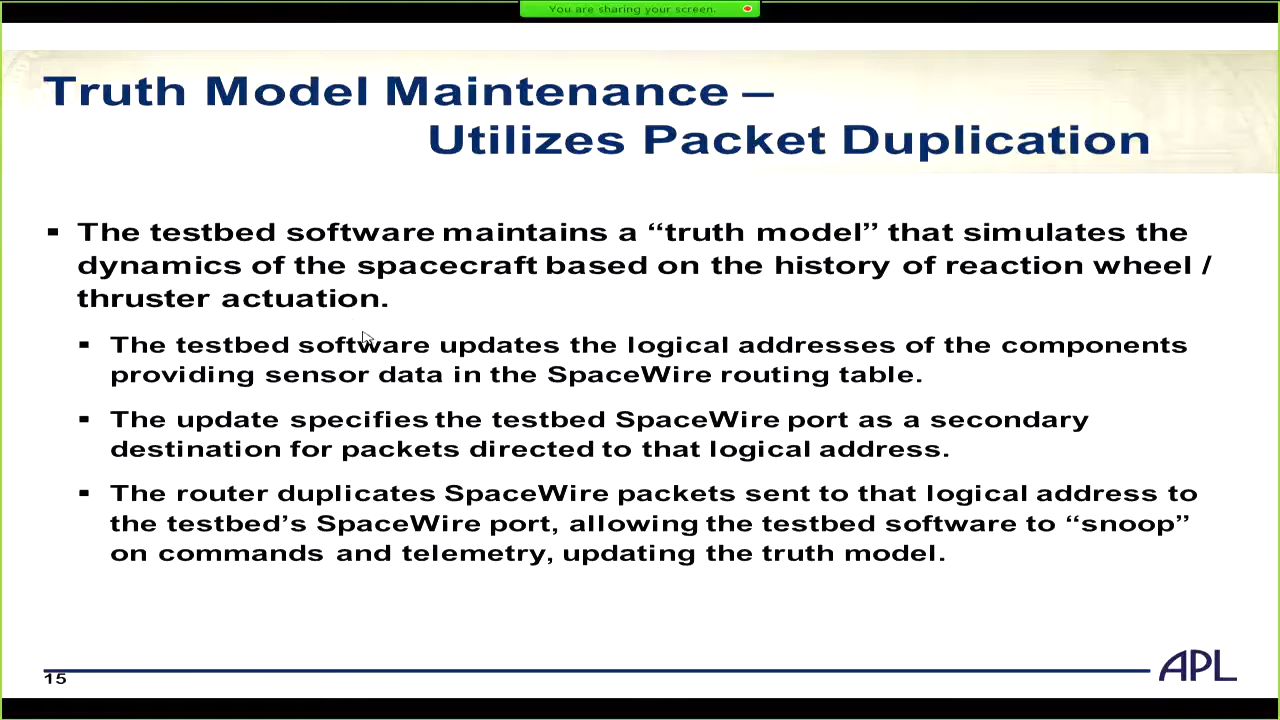 You are sharing your screen.
Truth Model Maintenance –
Utilizes Packet Duplication
▪ The testbed software maintains a “truth model” that simulates the
dynamics of the spacecraft based on the history of reaction wheel /
thruster actuation.
▪ The testbed software updates the logical addresses of the components
providing sensor data in the SpaceWire routing table.
▪ The update specifies the testbed SpaceWire port as a secondary
destination for packets directed to that logical address.
▪ The router duplicates SpaceWire packets sent to that logical address to
the testbed’s SpaceWire port, allowing the testbed software to “snoop”
on commands and telemetry, updating the truth model.
15
APL